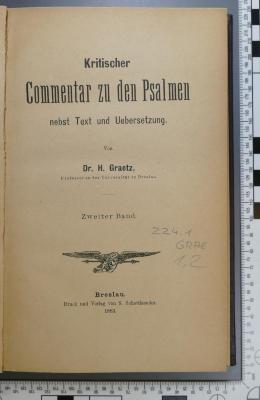 Kritischer
Commentar zu den Psalmen
nebst Text und Uebersetzung.
Von
Dr. H. Graetz,
Professor an der Universität in Breslau.
Zweiter Band.
224.1
GRAE
1,2
Breslau.
Druck und Verlag von S. Schottlaender.
1883.